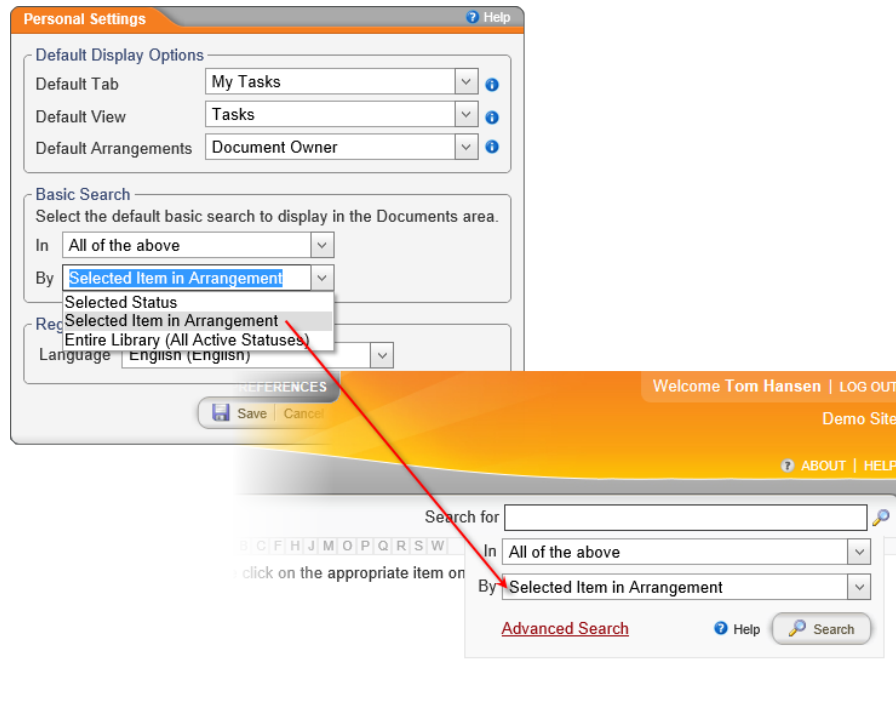 Personal Settings
Help
Default Display Options
Default Tab
My Tasks
Default View
Tasks
Default Arrangements
Document Owner
Basic Search
Select the default basic search to display in the Documents area.
In
All of the above
By
Selected Item in Arrangement
Selected Status
Selected Item in Arrangement
Entire Library (All Active Statuses)
Reg
Language
English (English)
Save
Cancel
REFERENCES
Welcome Tom Hansen | LOG OUT
Demo Site
ABOUT | HELP
Search for
C F H J M O P Q R S W
In
All of the above
click on the appropriate item on
By
Selected Item in Arrangement
Advanced Search
Help
Search